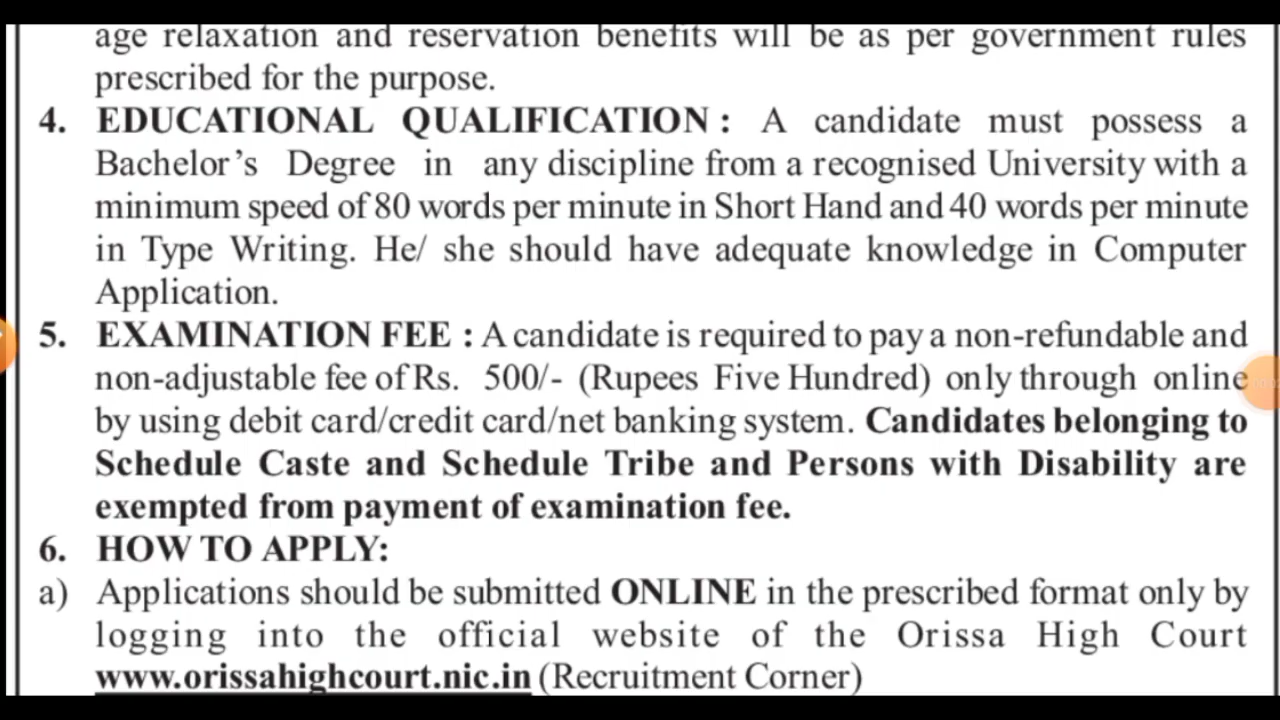 age relaxation and reservation benefits will be as per government rules
prescribed for the purpose.
4. EDUCATIONAL QUALIFICATION : A candidate must possess a
Bachelor's Degree in any discipline from a recognised University with a
minimum speed of 80 words per minute in Short Hand and 40 words per minute
in Type Writing. He/ she should have adequate knowledge in Computer
Application.
5. EXAMINATION FEE : A candidate is required to pay a non-refundable and
non-adjustable fee of Rs. 500/- (Rupees Five Hundred) only through online
by using debit card/credit card/net banking system. Candidates belonging to
Schedule Caste and Schedule Tribe and Persons with Disability are
exempted from payment of examination fee.
6. HOW TO APPLY:
a) Applications should be submitted ONLINE in the prescribed format only by
logging into the official website of the Orissa High Court
www.orissahighcourt.nic.in (Recruitment Corner)